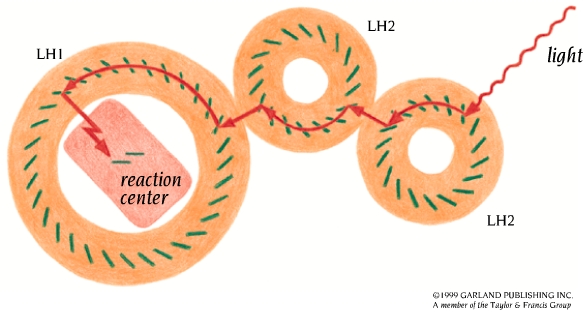 LH2
LH1
light
reaction
center
LH2
©1999 GARLAND PUBLISHING INC.
A member of the Taylor & Francis Group